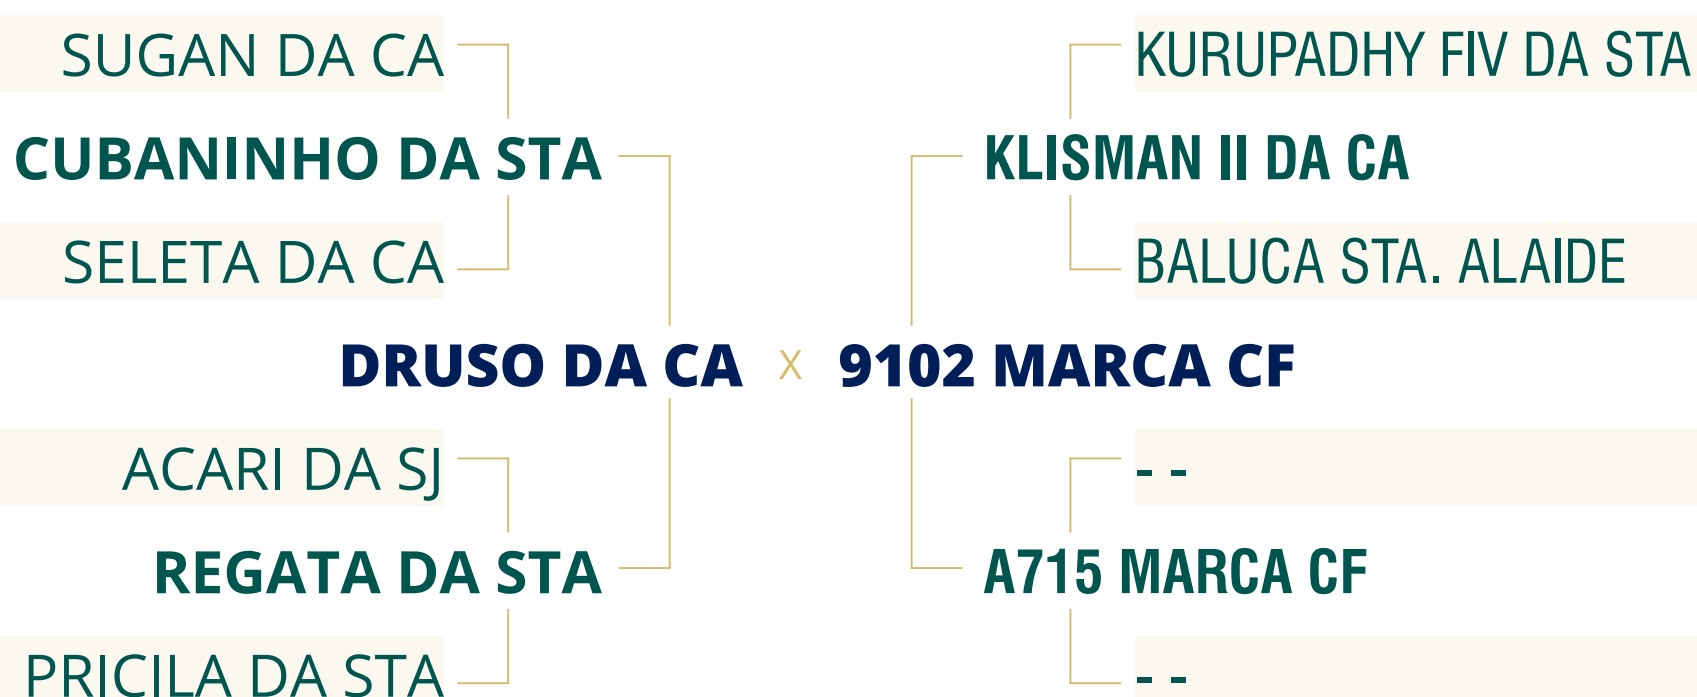 SUGAN DA CA
KURUPADHY FIV DA STA
CUBANINHO DA STA
KLISMAN II DA CA
SELETA DA CA
BALUCA STA. ALAIDE
DRUSO DA CA X 9102 MARCA CF
ACARI DA SJ
- -
REGATA DA STA
A715 MARCA CF
PRICILA DA STA
- -